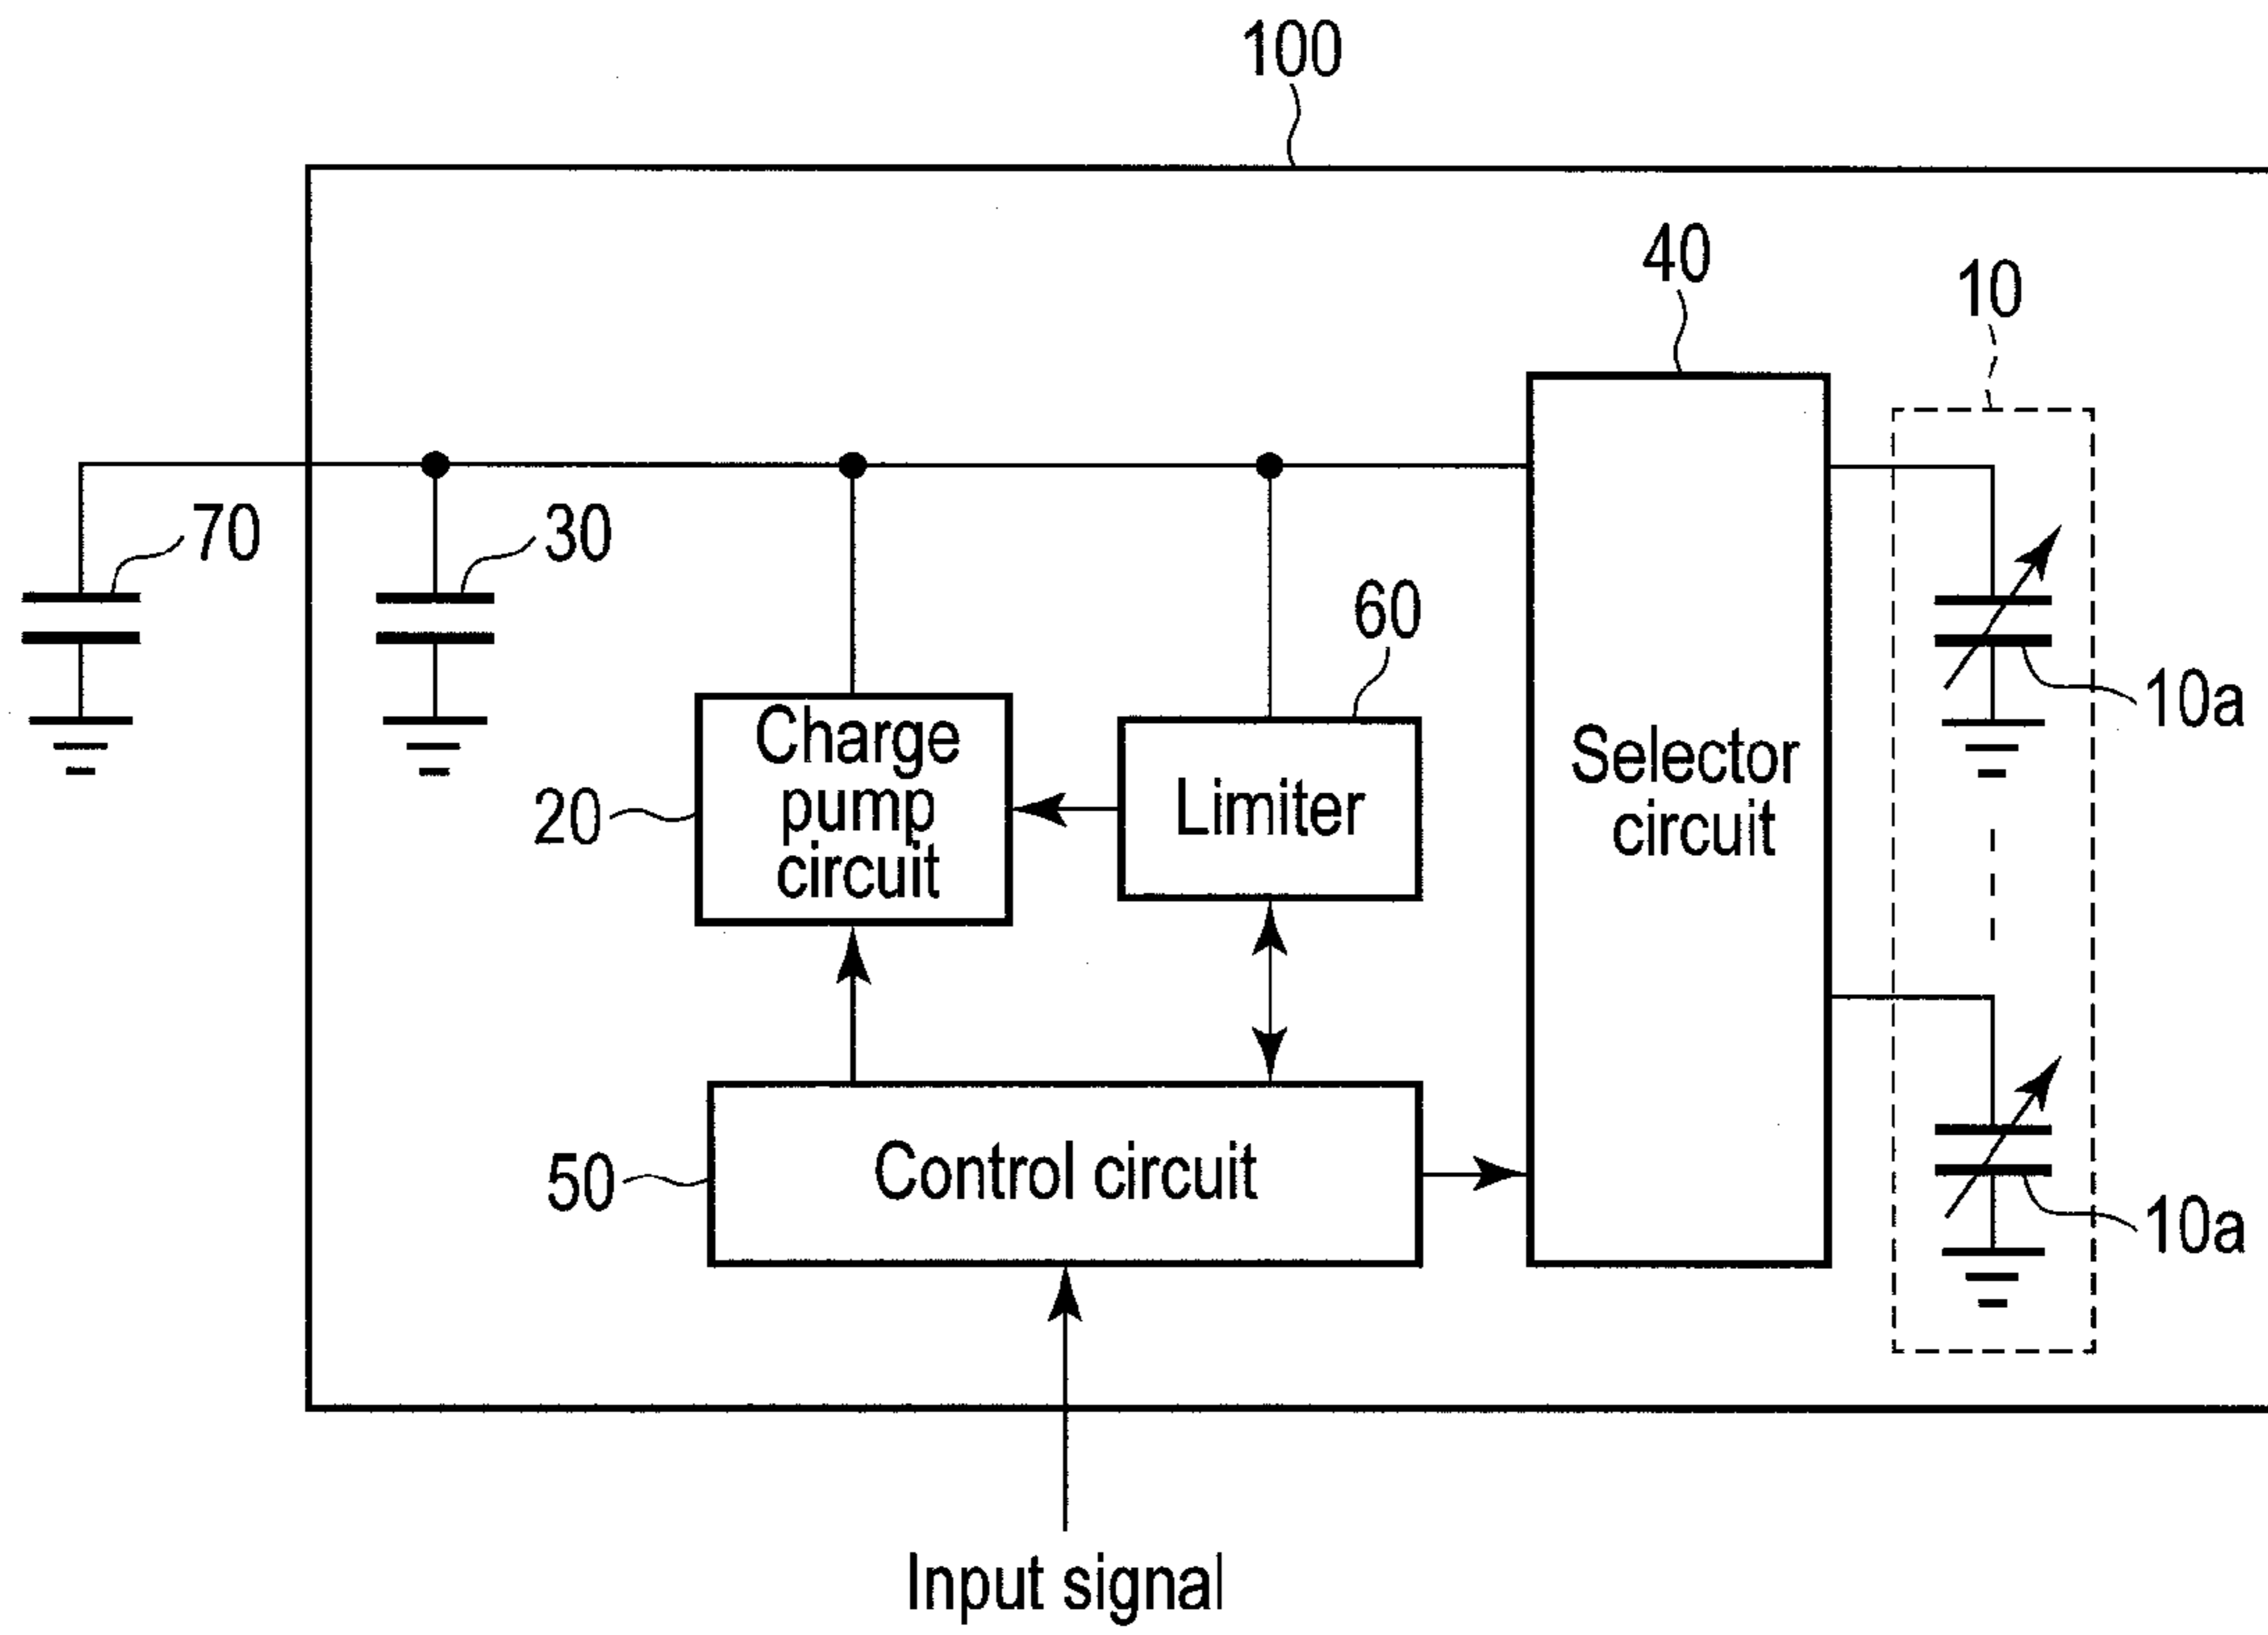 100
40
10
70
30
60
10a
Charge
pump
circuit
20
Limiter
Selector
circuit
50
Control circuit
10a
Input signal